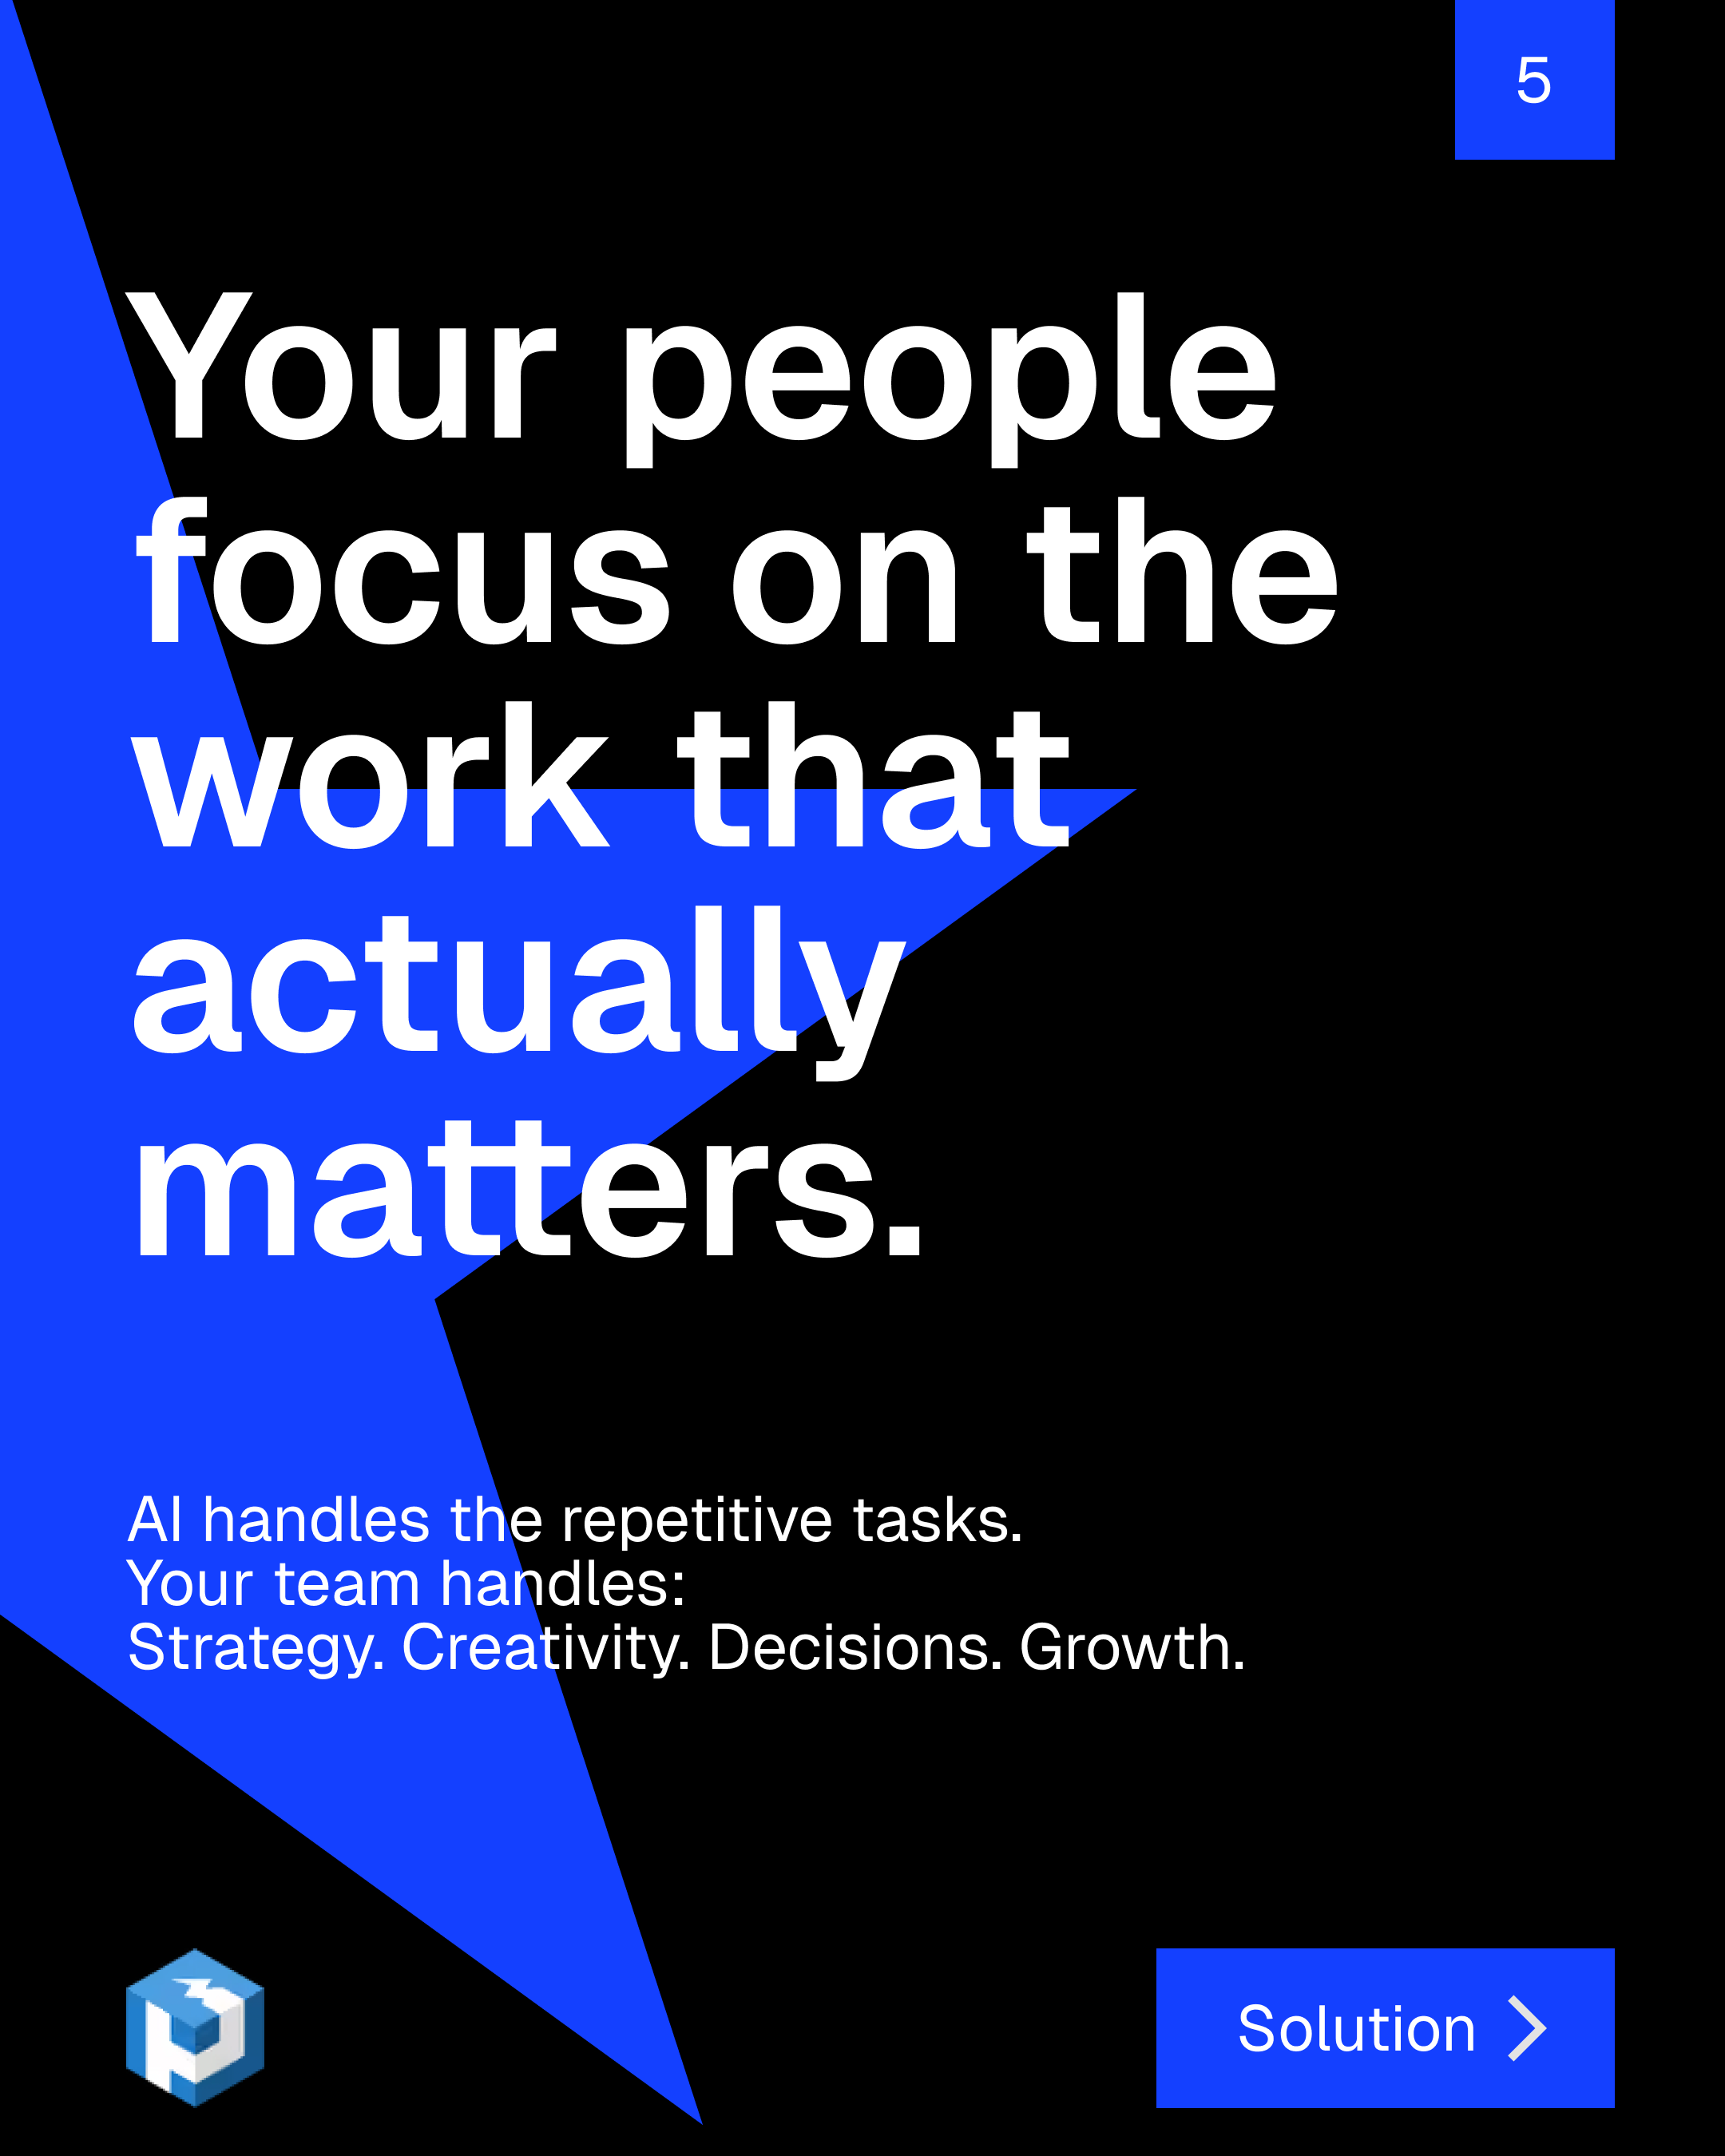 5
Your people
focus on the
work that
actually
matters.
AI handles the repetitive tasks.
Your team handles:
Strategy. Creativity. Decisions. Growth.
Solution